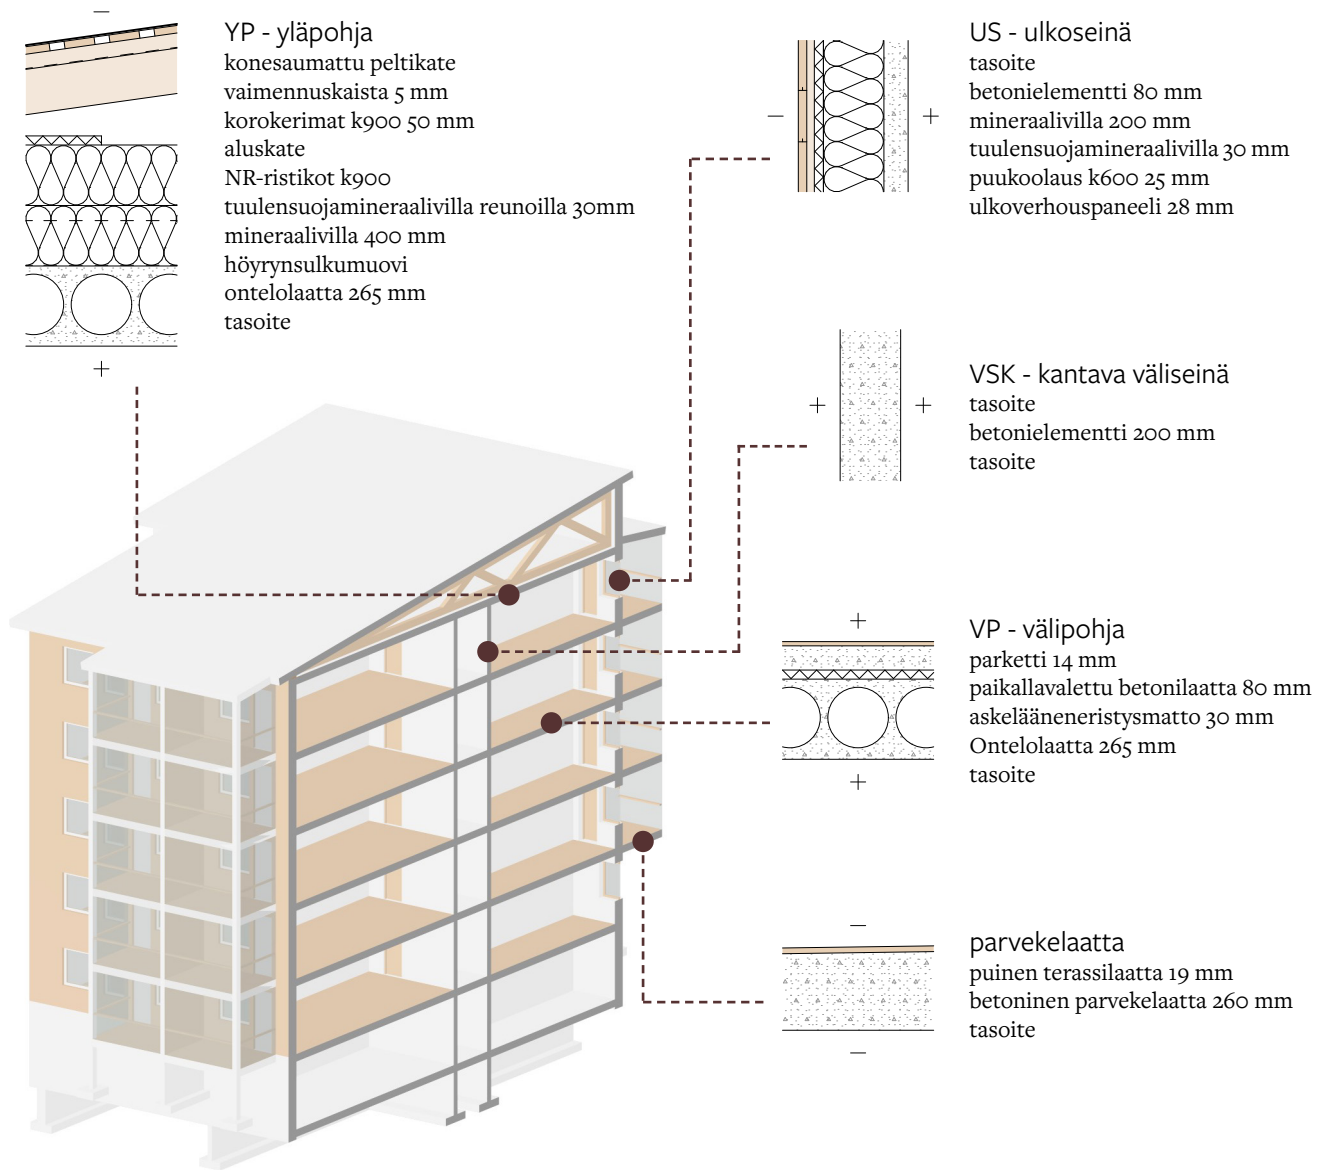 YP - yläpohja
konesaumattu peltikate
vaimennuskaista 5 mm
korokerimat k900 50 mm
aluskate
NR-ristikot k900
tuulensuojamineraalivilla reunoilla 30mm
mineraalivilla 400 mm
höyrynsulkumuovi
ontelolaatta 265 mm
tasoite
US - ulkoseinä
tasoite
betonielementti 80 mm
mineraalivilla 200 mm
tuulensuojamineraalivilla 30 mm
puukoolaus k600 25 mm
ulkoverhouspaneeli 28 mm
VSK - kantava väliseinä
tasoite
betonielementti 200 mm
tasoite
VP - välipohja
parketti 14 mm
paikallavalettu betonilaatta 80 mm
askelääneneristysmatto 30 mm
Ontelolaatta 265 mm
tasoite
parvekelaatta
puinen terassilaatta 19 mm
betoninen parvekelaatta 260 mm
tasoite